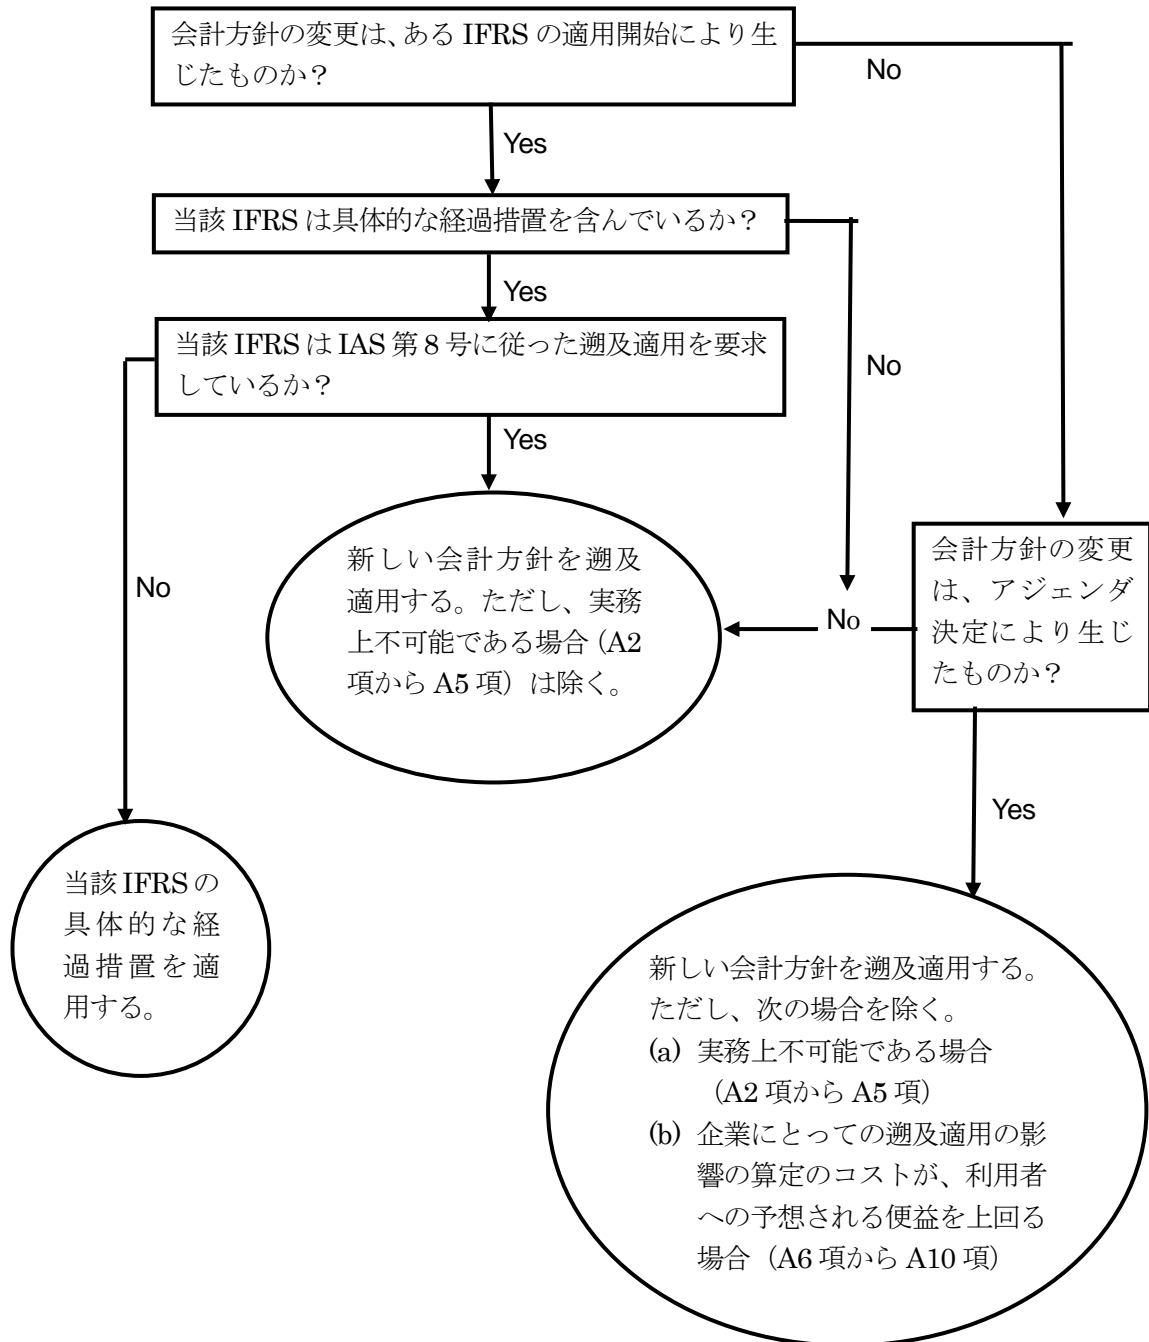 会計方針の変更は、ある IFRS の適用開始により生
じたものか？
No
Yes
当該 IFRS は具体的な経過措置を含んでいるか？
Yes
No
当該 IFRS は IAS 第 8 号に従った遡及適用を要求
しているか？
Yes
No
新しい会計方針を遡及
適用する。ただし、実務
上不可能である場合（A2
項から A5 項）は除く。
No
会計方針の変更
は、アジェンダ
決定により生じ
たものか？
Yes
当該 IFRS の
具体的な経
過措置を適
用する。
新しい会計方針を遡及適用する。
ただし、次の場合を除く。
(a) 実務上不可能である場合
（A2 項から A5 項）
(b) 企業にとっての遡及適用の影
響の算定のコストが、利用者
への予想される便益を上回る
場合（A6 項から A10 項）